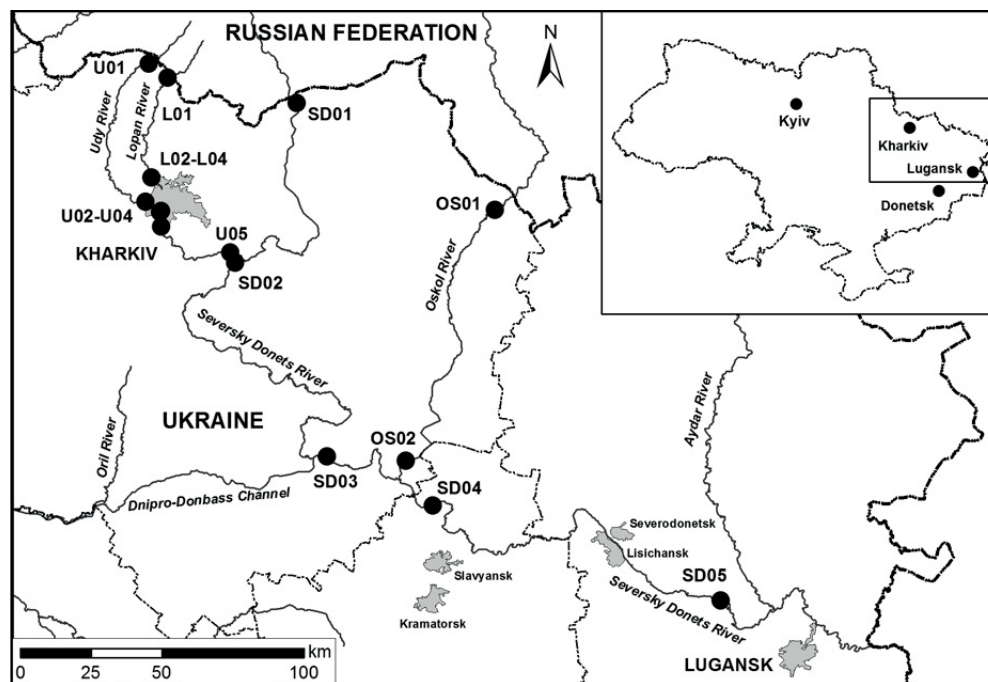 RUSSIAN FEDERATION
N
U01
L01
SD01
Udy River
Lopan River
Kyiv
Kharkiv
Lugansk
Donetsk
L02-L04
U02-U04
KHARKIV
U05
SD02
OS01
Oskol River
Seversky Donets River
Aydar River
UKRAINE
Oril River
OS02
SD03
Dnipro-Donbass Channel
SD04
Severodonetsk
Lisichansk
Slavyansk
Kramatorsk
SD05
Seversky Donets River
LUGANSK
km
0 25 50 100